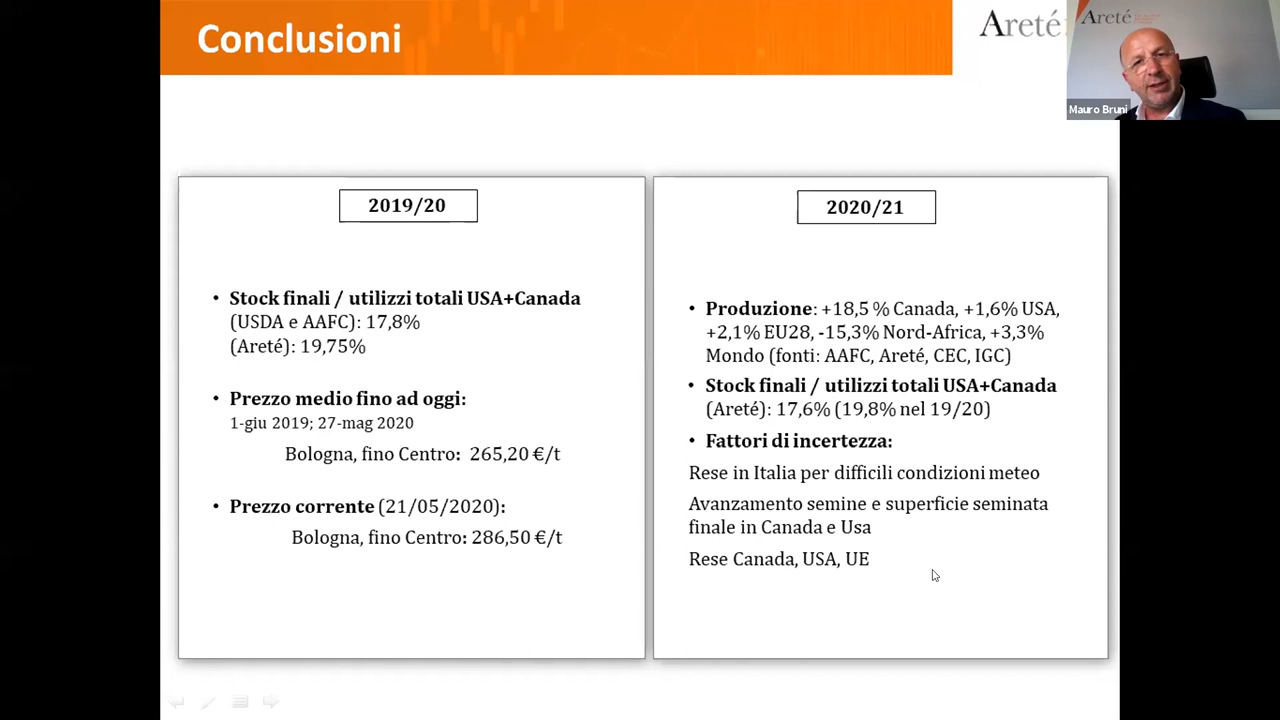 Conclusioni
Areté
Areté
Mauro Bruni
2019/20
• Stock finali / utilizzi totali USA+Canada
(USDA e AAFC): 17,8%
(Areté): 19,75%
• Prezzo medio fino ad oggi:
1-giu 2019; 27-mag 2020
Bologna, fino Centro: 265,20 €/t
• Prezzo corrente (21/05/2020):
Bologna, fino Centro: 286,50 €/t
2020/21
• Produzione: +18,5 % Canada, +1,6% USA,
+2,1% EU28, -15,3% Nord-Africa, +3,3%
Mondo (fonti: AAFC, Areté, CEC, IGC)
• Stock finali / utilizzi totali USA+Canada
(Areté): 17,6% (19,8% nel 19/20)
• Fattori di incertezza:
Rese in Italia per difficili condizioni meteo
Avanzamento semine e superficie seminata
finale in Canada e Usa
Rese Canada, USA, UE